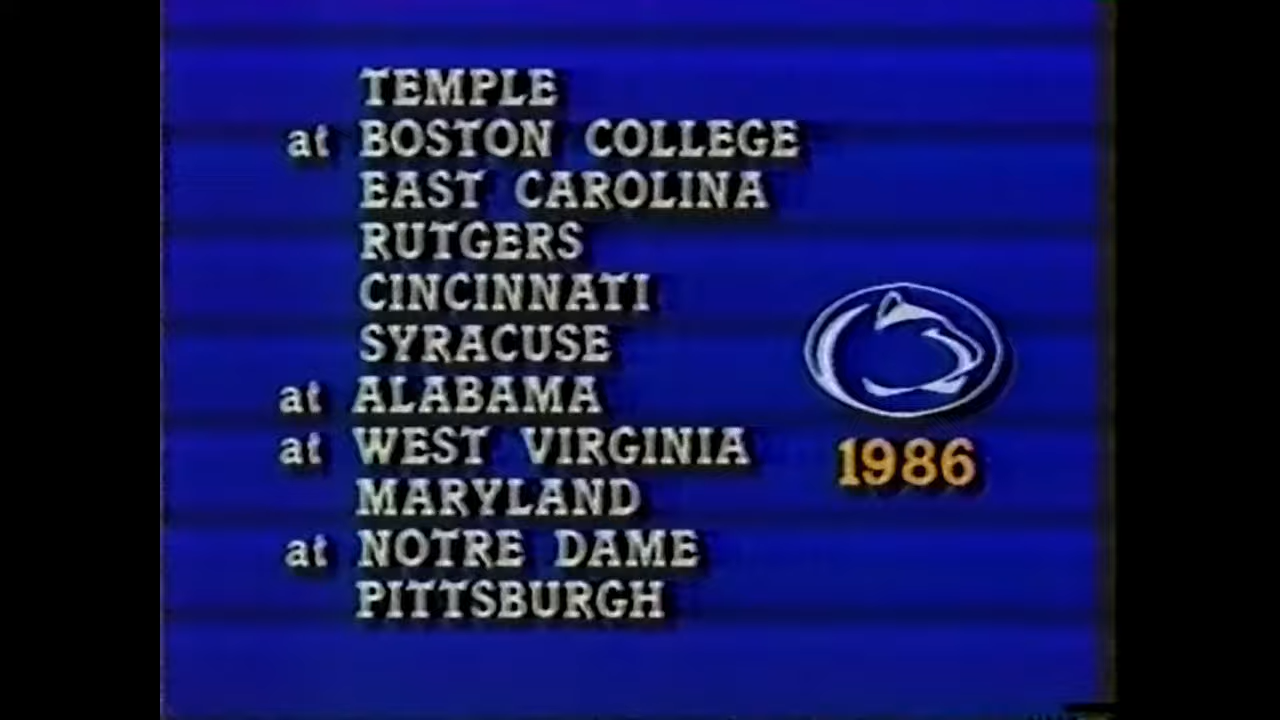 TEMPLE
at BOSTON COLLEGE
EAST CAROLINA
RUTGERS
CINCINNATI
SYRACUSE
at ALABAMA
at WEST VIRGINIA
MARYLAND
at NOTRE DAME
PITTSBURGH
1986